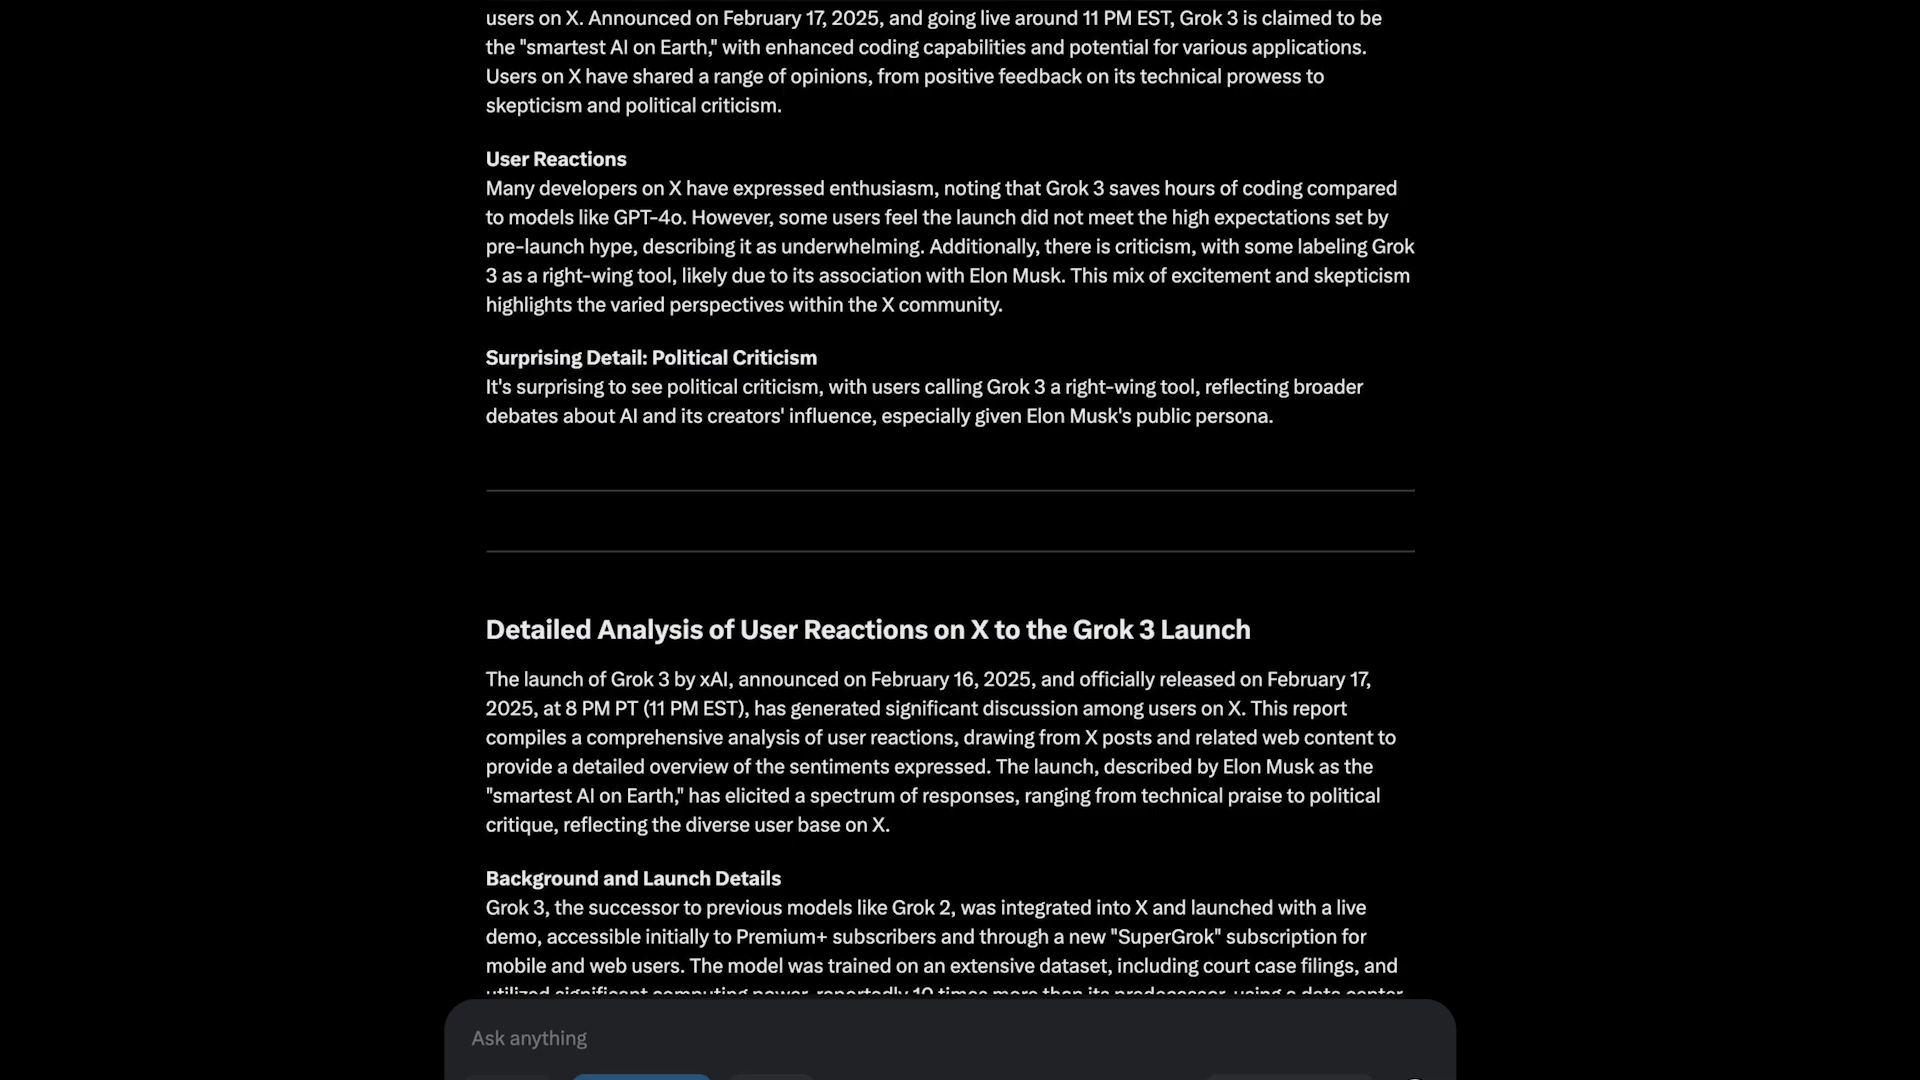 users on X. Announced on February 17, 2025, and going live around 11 PM EST, Grok 3 is claimed to be
the "smartest AI on Earth," with enhanced coding capabilities and potential for various applications.
Users on X have shared a range of opinions, from positive feedback on its technical prowess to
skepticism and political criticism.
User Reactions
Many developers on X have expressed enthusiasm, noting that Grok 3 saves hours of coding compared
to models like GPT-4o. However, some users feel the launch did not meet the high expectations set by
pre-launch hype, describing it as underwhelming. Additionally, there is criticism, with some labeling Grok
3 as a right-wing tool, likely due to its association with Elon Musk. This mix of excitement and skepticism
highlights the varied perspectives within the X community.
Surprising Detail: Political Criticism
It's surprising to see political criticism, with users calling Grok 3 a right-wing tool, reflecting broader
debates about AI and its creators' influence, especially given Elon Musk's public persona.
Detailed Analysis of User Reactions on X to the Grok 3 Launch
The launch of Grok 3 by xAI, announced on February 16, 2025, and officially released on February 17,
2025, at 8 PM PT (11 PM EST), has generated significant discussion among users on X. This report
compiles a comprehensive analysis of user reactions, drawing from X posts and related web content to
provide a detailed overview of the sentiments expressed. The launch, described by Elon Musk as the
"smartest AI on Earth," has elicited a spectrum of responses, ranging from technical praise to political
critique, reflecting the diverse user base on X.
Background and Launch Details
Grok 3, the successor to previous models like Grok 2, was integrated into X and launched with a live
demo, accessible initially to Premium+ subscribers and through a new "SuperGrok" subscription for
mobile and web users. The model was trained on an extensive dataset, including court case filings, and
utilized significant computing power, reportedly 10 times more than its predecessor, using a data center
Ask anything